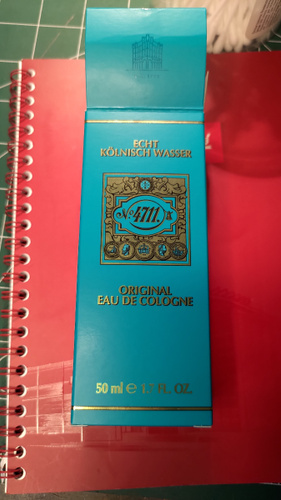 ECHT
KÖLNISCH WASSER
Nº 4711.
ORIGINAL
EAU DE COLOGNE
50 ml ℮ 1.7 FL. OZ.